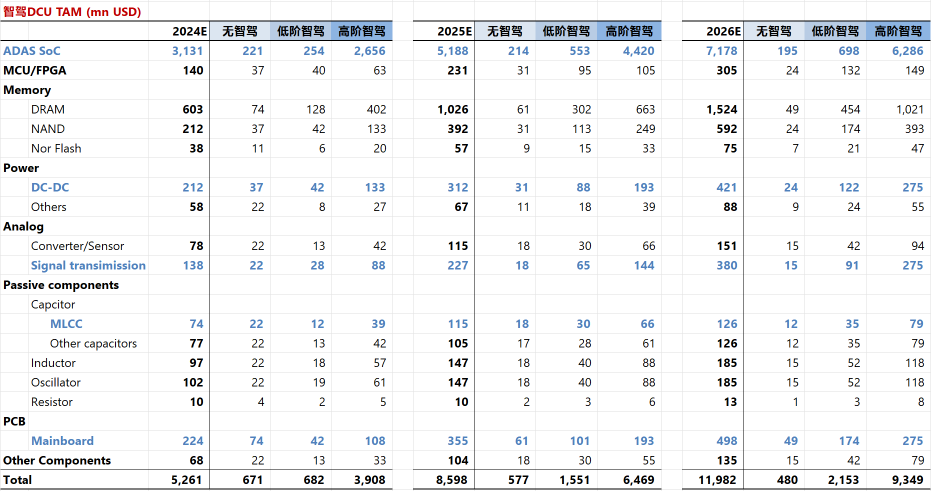 智驾DCU TAM (mn USD)
2024E 无智驾 低阶智驾 高阶智驾 2025E 无智驾 低阶智驾 高阶智驾 2026E 无智驾 低阶智驾 高阶智驾
ADAS SoC 3,131 221 254 2,656 5,188 214 553 4,420 7,178 195 698 6,286
MCU/FPGA 140 37 40 63 231 31 95 105 305 24 132 149
Memory
DRAM 603 74 128 402 1,026 61 302 663 1,524 49 454 1,021
NAND 212 37 42 133 392 31 113 249 592 24 174 393
Nor Flash 38 11 6 20 57 9 15 33 75 7 21 47
Power
DC-DC 212 37 42 133 312 31 88 193 421 24 122 275
Others 58 22 8 27 67 11 18 39 88 9 24 55
Analog
Converter/Sensor 78 22 13 42 115 18 30 66 151 15 42 94
Signal transimission 138 22 28 88 227 18 65 144 380 15 91 275
Passive components
Capcitor
MLCC 74 22 12 39 115 18 30 66 126 12 35 79
Other capacitors 77 22 13 42 105 17 28 61 126 12 35 79
Inductor 97 22 18 57 147 18 40 88 185 15 52 118
Oscillator 102 22 19 61 147 18 40 88 185 15 52 118
Resistor 10 4 2 5 10 2 3 6 13 1 3 8
PCB
Mainboard 224 74 42 108 355 61 101 193 498 49 174 275
Other Components 68 22 13 33 104 18 30 55 135 15 42 79
Total 5,261 671 682 3,908 8,598 577 1,551 6,469 11,982 480 2,153 9,349